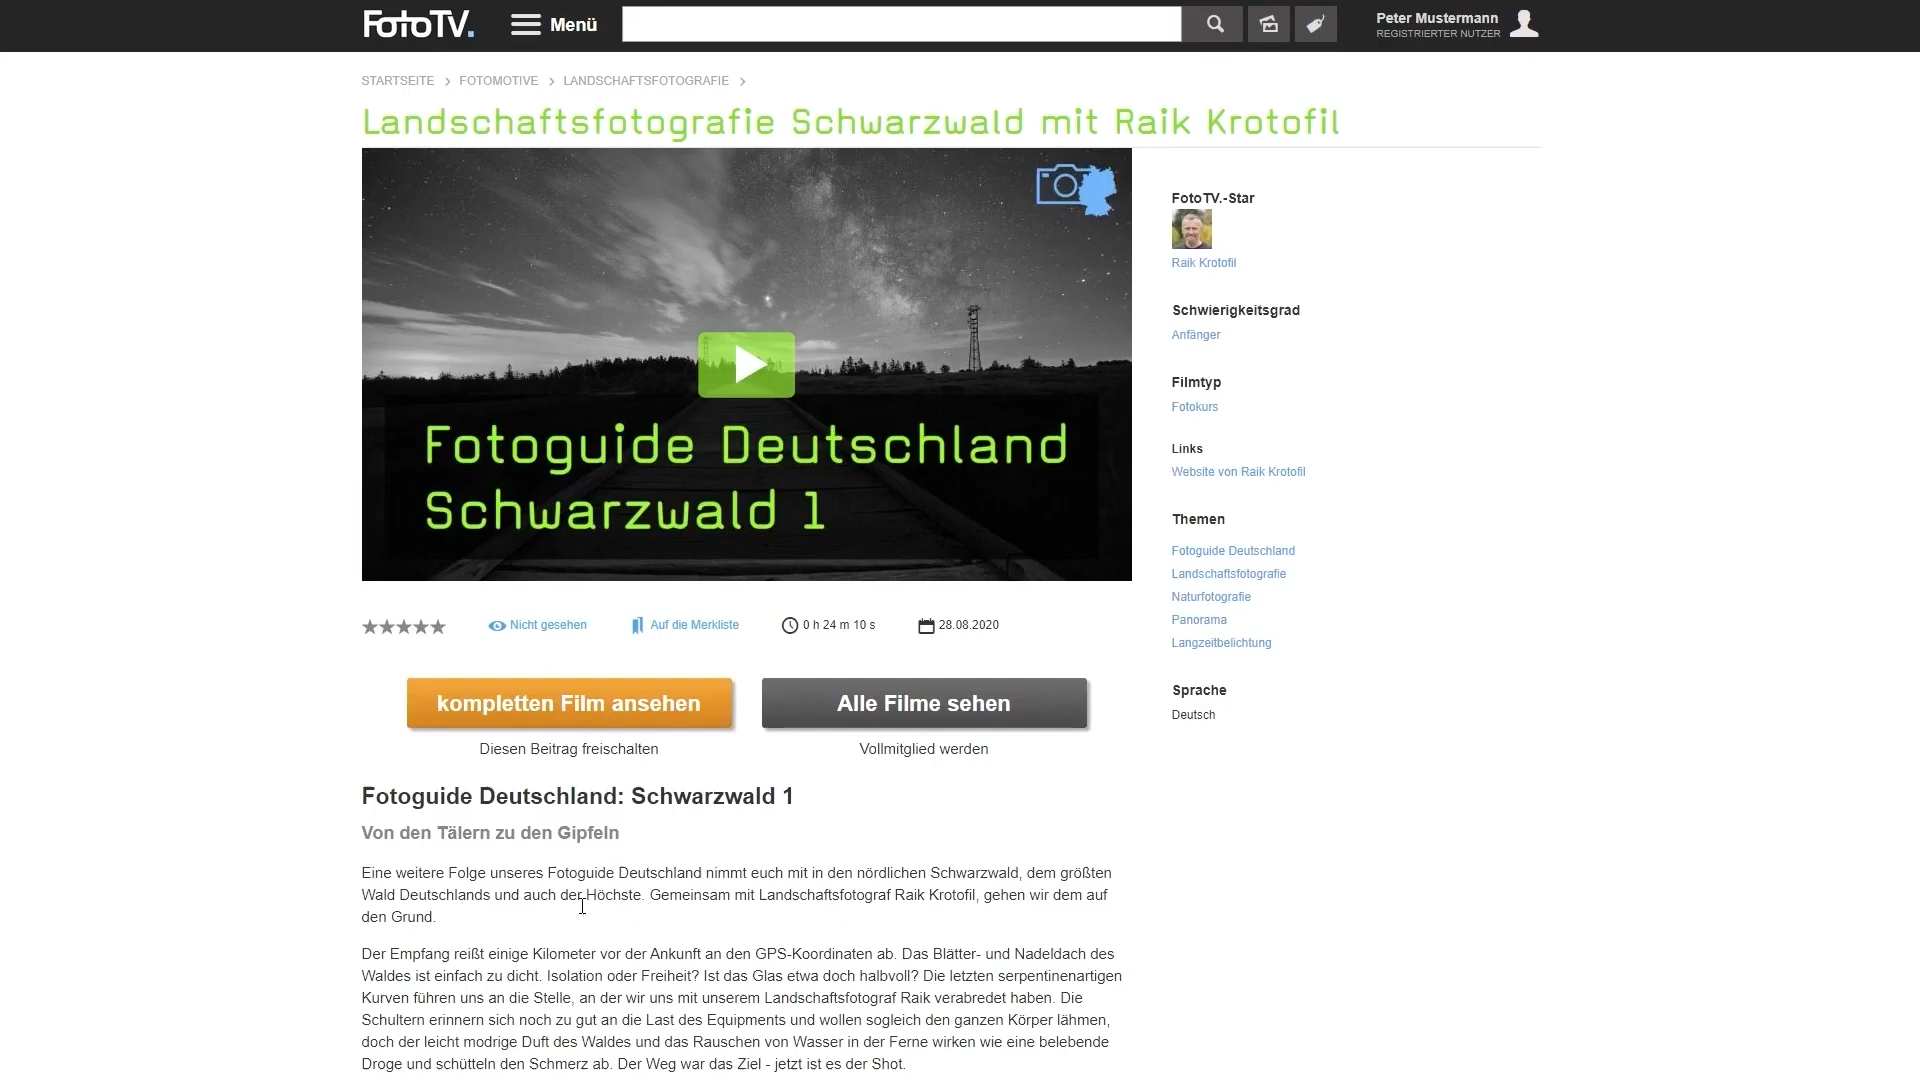 FotoTV.
Menü
Peter Mustermann
REGISTRIERTER NUTZER
STARTSEITE
FOTOMOTIVE
LANDSCHAFTSFOTOGRAFIE
Landschaftsfotografie Schwarzwald mit Raik Krotofil
Fotoguide Deutschland
Schwarzwald 1
Nicht gesehen
Auf die Merkliste
0 h 24 m 10 s
28.08.2020
kompletten Film ansehen
Diesen Beitrag freischalten
Alle Filme sehen
Vollmitglied werden
Fotoguide Deutschland: Schwarzwald 1
Von den Tälern zu den Gipfeln
Eine weitere Folge unseres Fotoguide Deutschland nimmt euch mit in den nördlichen Schwarzwald, dem größten
Wald Deutschlands und auch der Höchste. Gemeinsam mit Landschaftsfotograf Raik Krotofil, gehen wir dem auf
den Grund.
Der Empfang reißt einige Kilometer vor der Ankunft an den GPS-Koordinaten ab. Das Blätter- und Nadeldach des
Waldes ist einfach zu dicht. Isolation oder Freiheit? Ist das Glas etwa doch halbvoll? Die letzten serpentinenartigen
Kurven führen uns an die Stelle, an der wir uns mit unserem Landschaftsfotograf Raik verabredet haben. Die
Schultern erinnern sich noch zu gut an die Last des Equipments und wollen sogleich den ganzen Körper lähmen,
doch der leicht modrige Duft des Waldes und das Rauschen von Wasser in der Ferne wirken wie eine belebende
Droge und schütteln den Schmerz ab. Der Weg war das Ziel - jetzt ist es der Shot.
FotoTV.-Star
Raik Krotofil
Schwierigkeitsgrad
Anfänger
Filmtyp
Fotokurs
Links
Website von Raik Krotofil
Themen
Fotoguide Deutschland
Landschaftsfotografie
Naturfotografie
Panorama
Langzeitbelichtung
Sprache
Deutsch